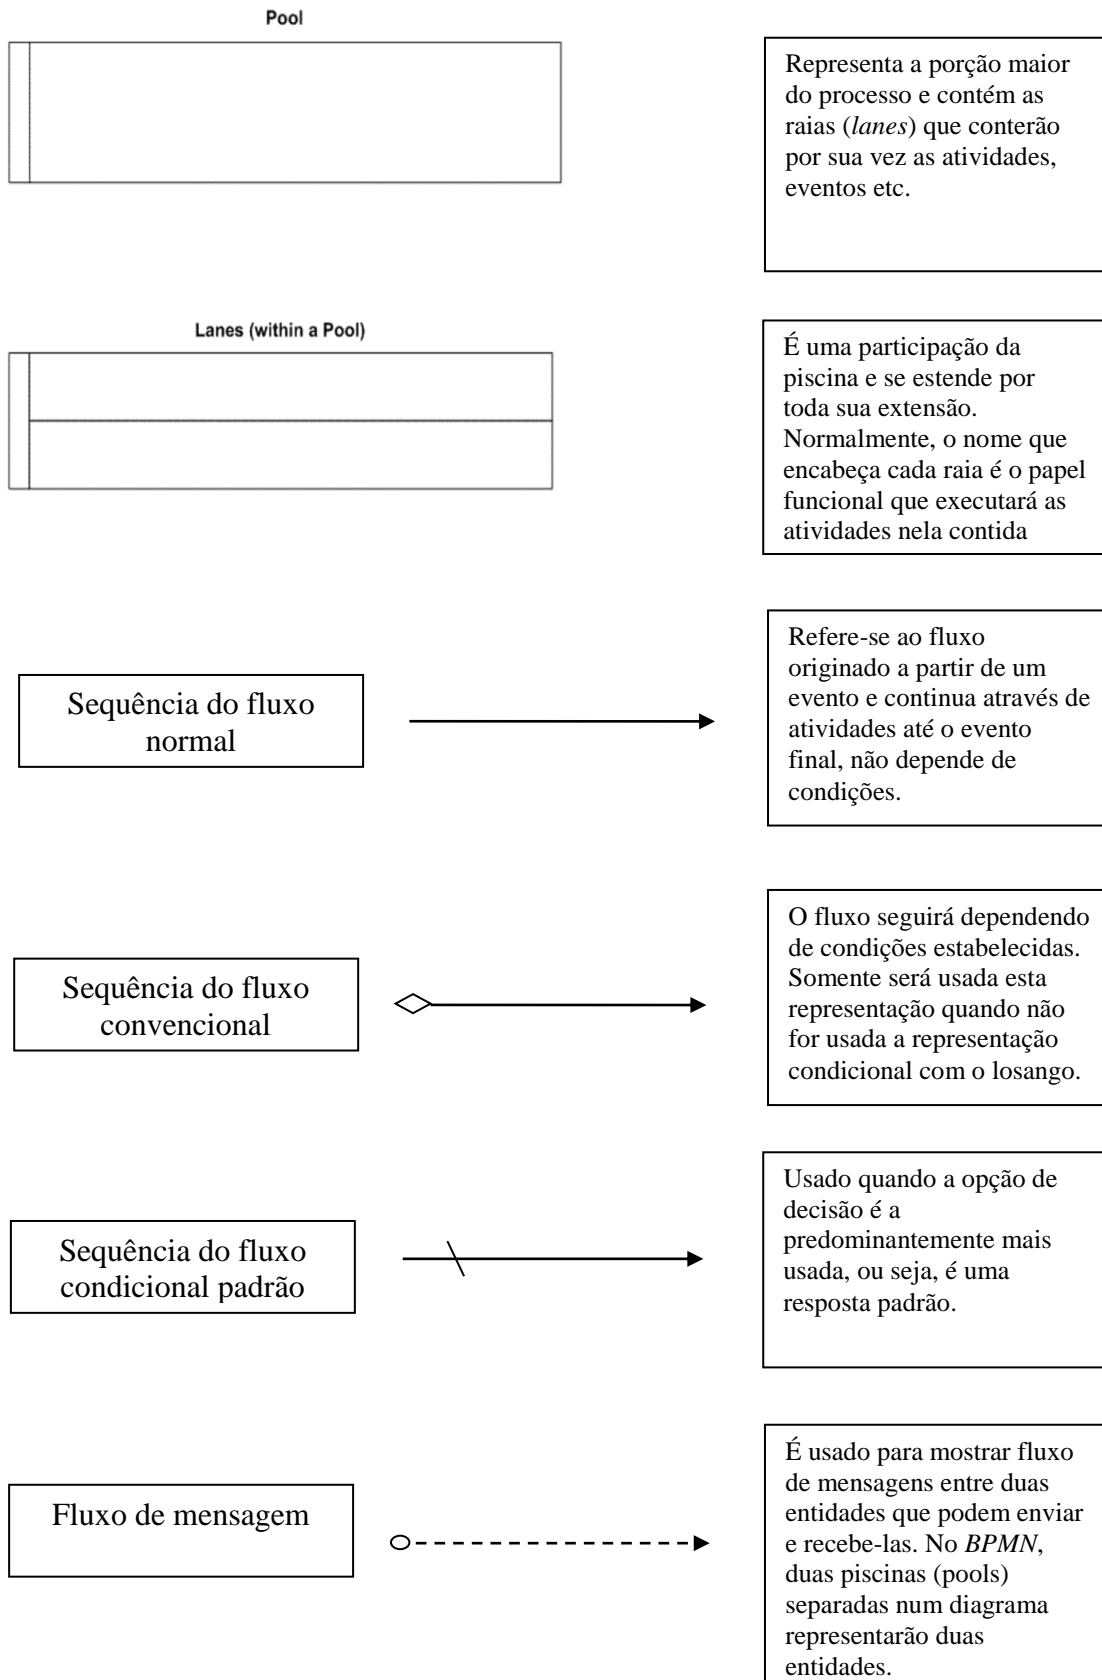 Pool
Representa a porção maior
do processo e contém as
raias (lanes) que conterão
por sua vez as atividades,
eventos etc.
Lanes (within a Pool)
É uma participação da
piscina e se estende por
toda sua extensão.
Normalmente, o nome que
encabeça cada raia é o papel
funcional que executará as
atividades nela contida
Sequência do fluxo
normal
Refere-se ao fluxo
originado a partir de um
evento e continua através de
atividades até o evento
final, não depende de
condições.
Sequência do fluxo
convencional
O fluxo seguirá dependendo
de condições estabelecidas.
Somente será usada esta
representação quando não
for usada a representação
condicional com o losango.
Sequência do fluxo
condicional padrão
Usado quando a opção de
decisão é a
predominantemente mais
usada, ou seja, é uma
resposta padrão.
Fluxo de mensagem
É usado para mostrar fluxo
de mensagens entre duas
entidades que podem enviar
e recebe-las. No BPMN,
duas piscinas (pools)
separadas num diagrama
representarão duas
entidades.